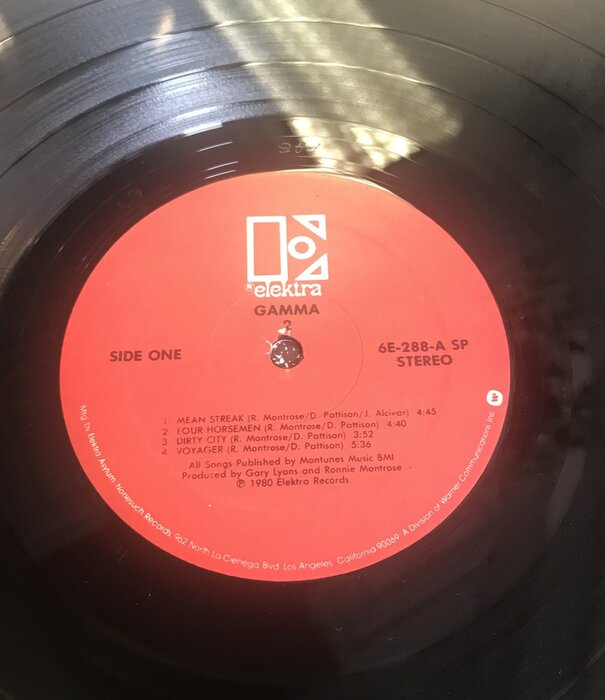 ® elektra
GAMMA
2
SIDE ONE
6E-288-A SP
STEREO
1. MEAN STREAK (R. Montrose/D. Pattison/J. Alcivar) 4:45
2. FOUR HORSEMEN (R. Montrose/D. Pattison) 4:40
3 DIRTY CITY (R. Montrose/D. Pattison) 3:52
4 VOYAGER (R. Montrose/D. Pattison) 5:36
All Songs Published by Montunes Music BMI
Produced by Gary Lyons and Ronnie Montrose
℗ 1980 Elektra Records
Mfg. by Elektra Asylum Nonesuch Records, 962 North La Cienega Blvd. Los Angeles, California 90069. A Division of Warner Communications Inc.